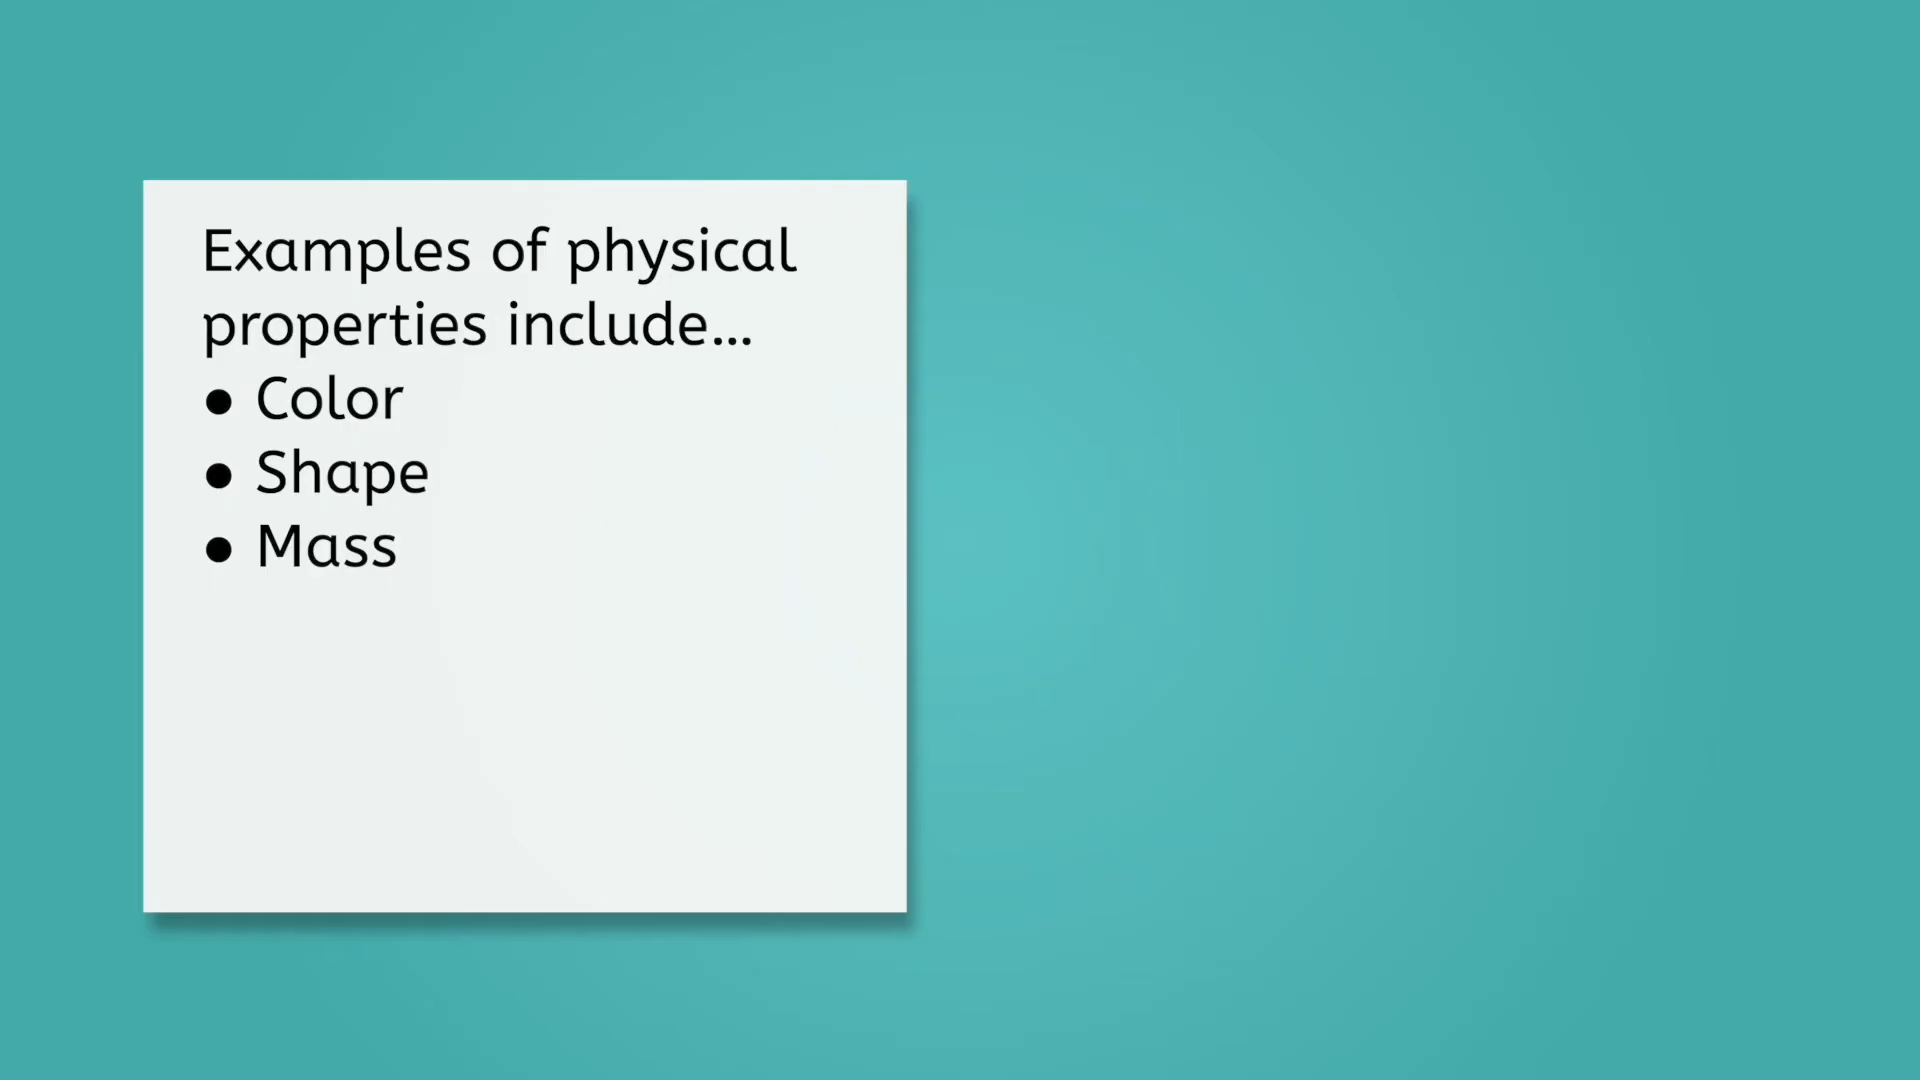 Examples of physical
properties include...
● Color
● Shape
● Mass